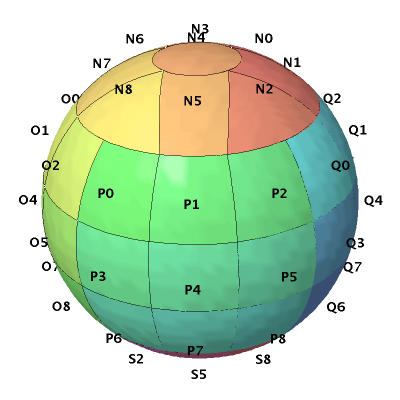 N3
N6 N4 N0
N7 N1
N8 N2
O0 N5 Q2
O1 Q1
O2 Q0
P0 P1 P2
O4 Q4
O5 Q3
O7 Q7
P3 P4 P5
O8 Q6
P6 P7 P8
S2 S5 S8